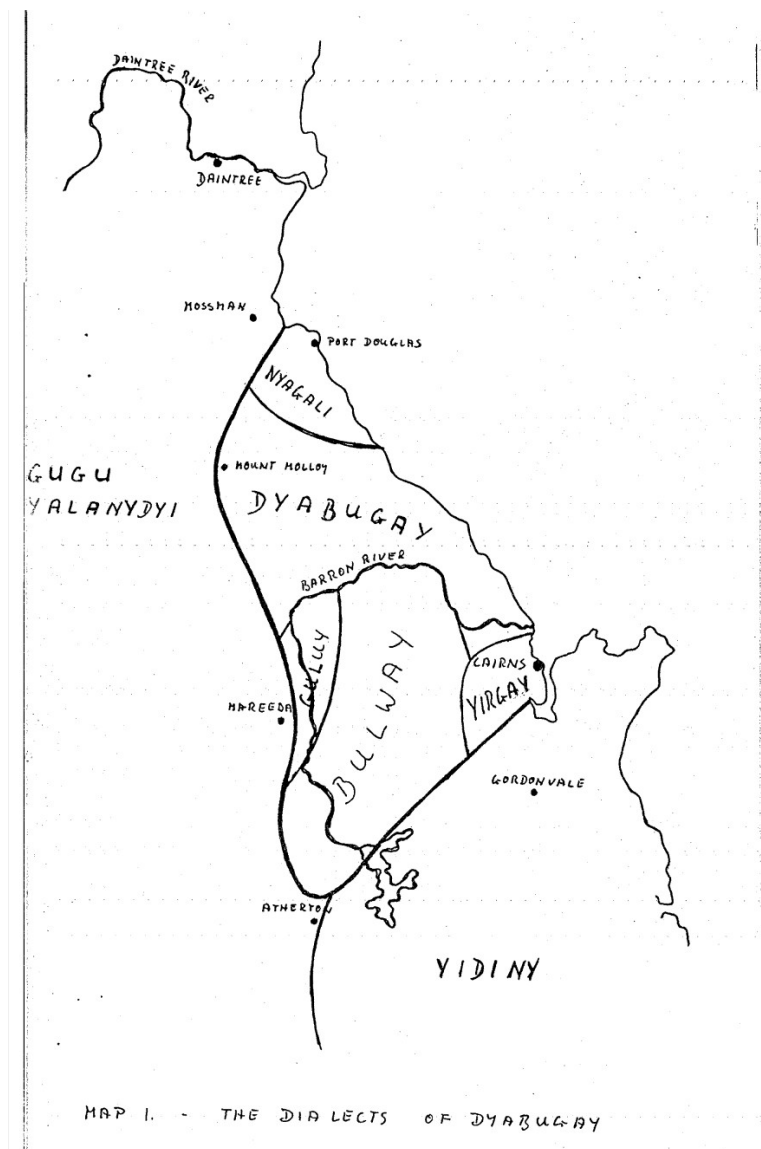 DAINTREE RIVER
DAINTREE
MOSSMAN
PORT DOUGLAS
NYAGALI
MOUNT MOLLOY
GUGU
YALANYDYI
DYABUGAY
BARRON RIVER
GULUY
BULWAY
CAIRNS
YIRGAY
MAREEDA
GORDONVALE
ATHERTON
YIDINY
MAP 1. - THE DIALECTS OF DYABUGAY